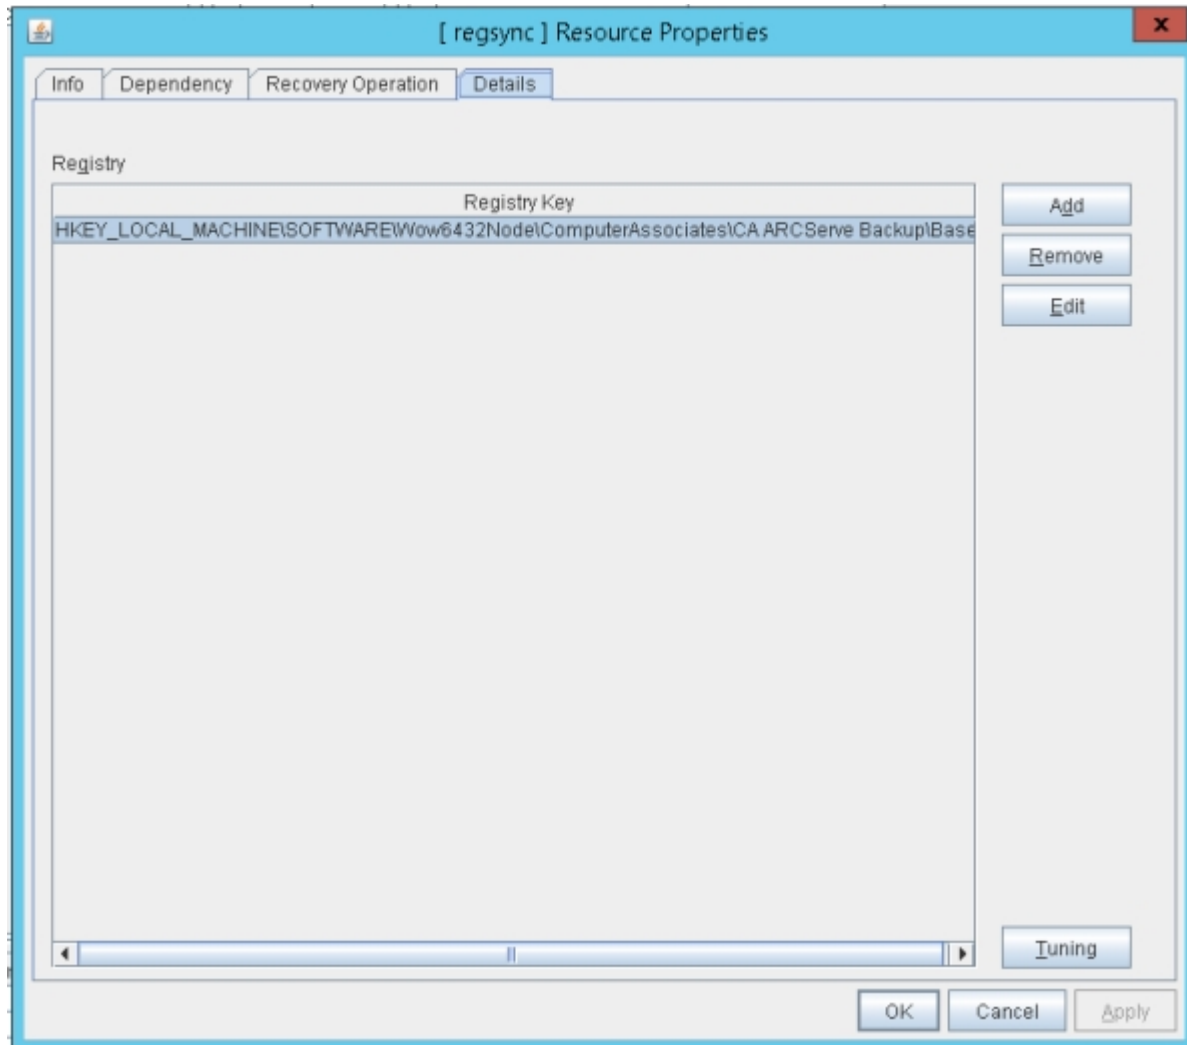 [ regsync ] Resource Properties
x
Info Dependency Recovery Operation Details
Registry
Registry Key
HKEY_LOCAL_MACHINE\SOFTWARE\Wow6432Node\ComputerAssociates\CA ARCServe Backup\Base
Add
Remove
Edit
Tuning
OK Cancel Apply